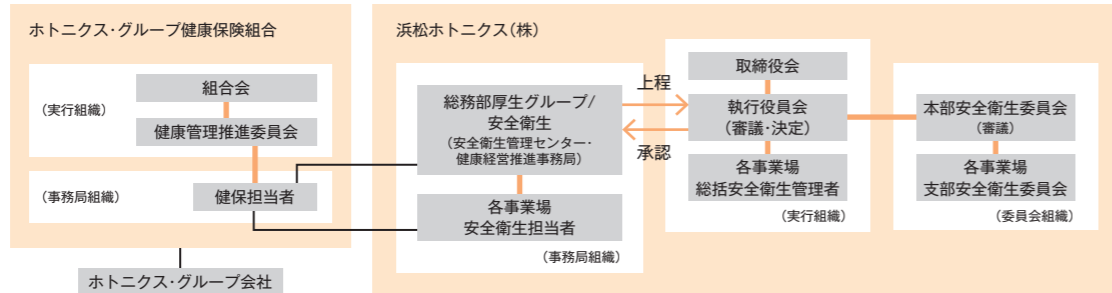 ホトニクス・グループ健康保険組合
（実行組織）
組合会
健康管理推進委員会
（事務局組織）
健保担当者
ホトニクス・グループ会社
浜松ホトニクス（株）
総務部厚生グループ/
安全衛生
（安全衛生管理センター・
健康経営推進事務局）
各事業場
安全衛生担当者
（事務局組織）
上程
承認
取締役会
執行役員会
（審議・決定）
各事業場
総括安全衛生管理者
（実行組織）
本部安全衛生委員会
（審議）
各事業場
支部安全衛生委員会
（委員会組織）